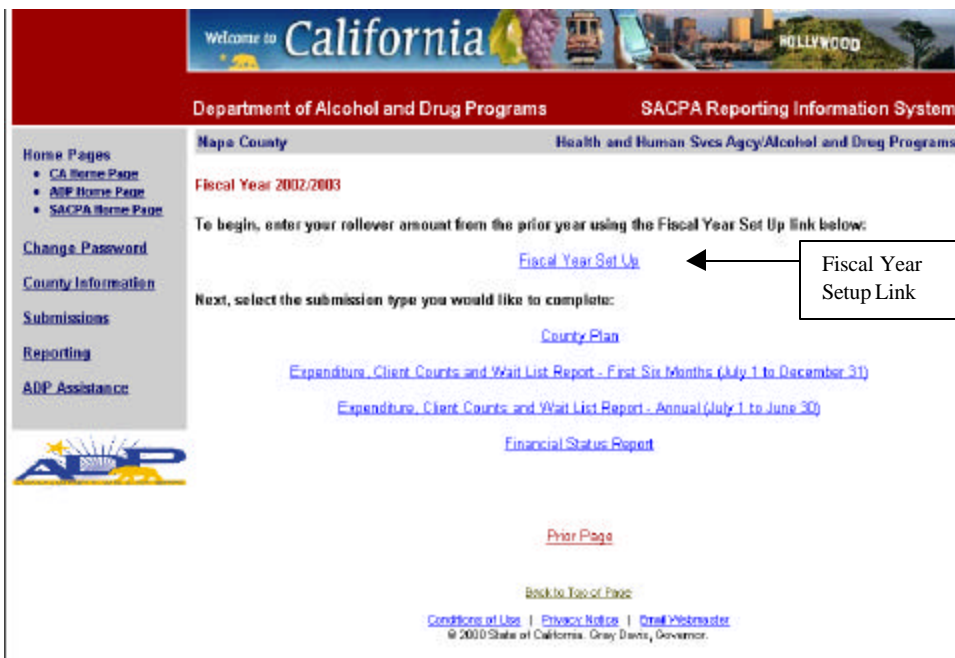 Welcome to California
HOLLYWOOD
Department of Alcohol and Drug Programs SACPA Reporting Information System
Napa County Health and Human Svcs Agcy/Alcohol and Drug Programs
Home Pages
• CA Home Page
• ADP Home Page
• SACPA Home Page
Change Password
County Information
Submissions
Reporting
ADP Assistance
ADP
Fiscal Year 2002/2003
To begin, enter your rollover amount from the prior year using the Fiscal Year Set Up link below:
Fiscal Year Set Up
Fiscal Year
Setup Link
Next, select the submission type you would like to complete:
County Plan
Expenditure, Client Counts and Wait List Report - First Six Months (July 1 to December 31)
Expenditure, Client Counts and Wait List Report - Annual (July 1 to June 30)
Financial Status Report
Prior Page
Back to Top of Page
Conditions of Use | Privacy Notice | Email Webmaster
© 2000 State of California. Gray Davis, Governor.